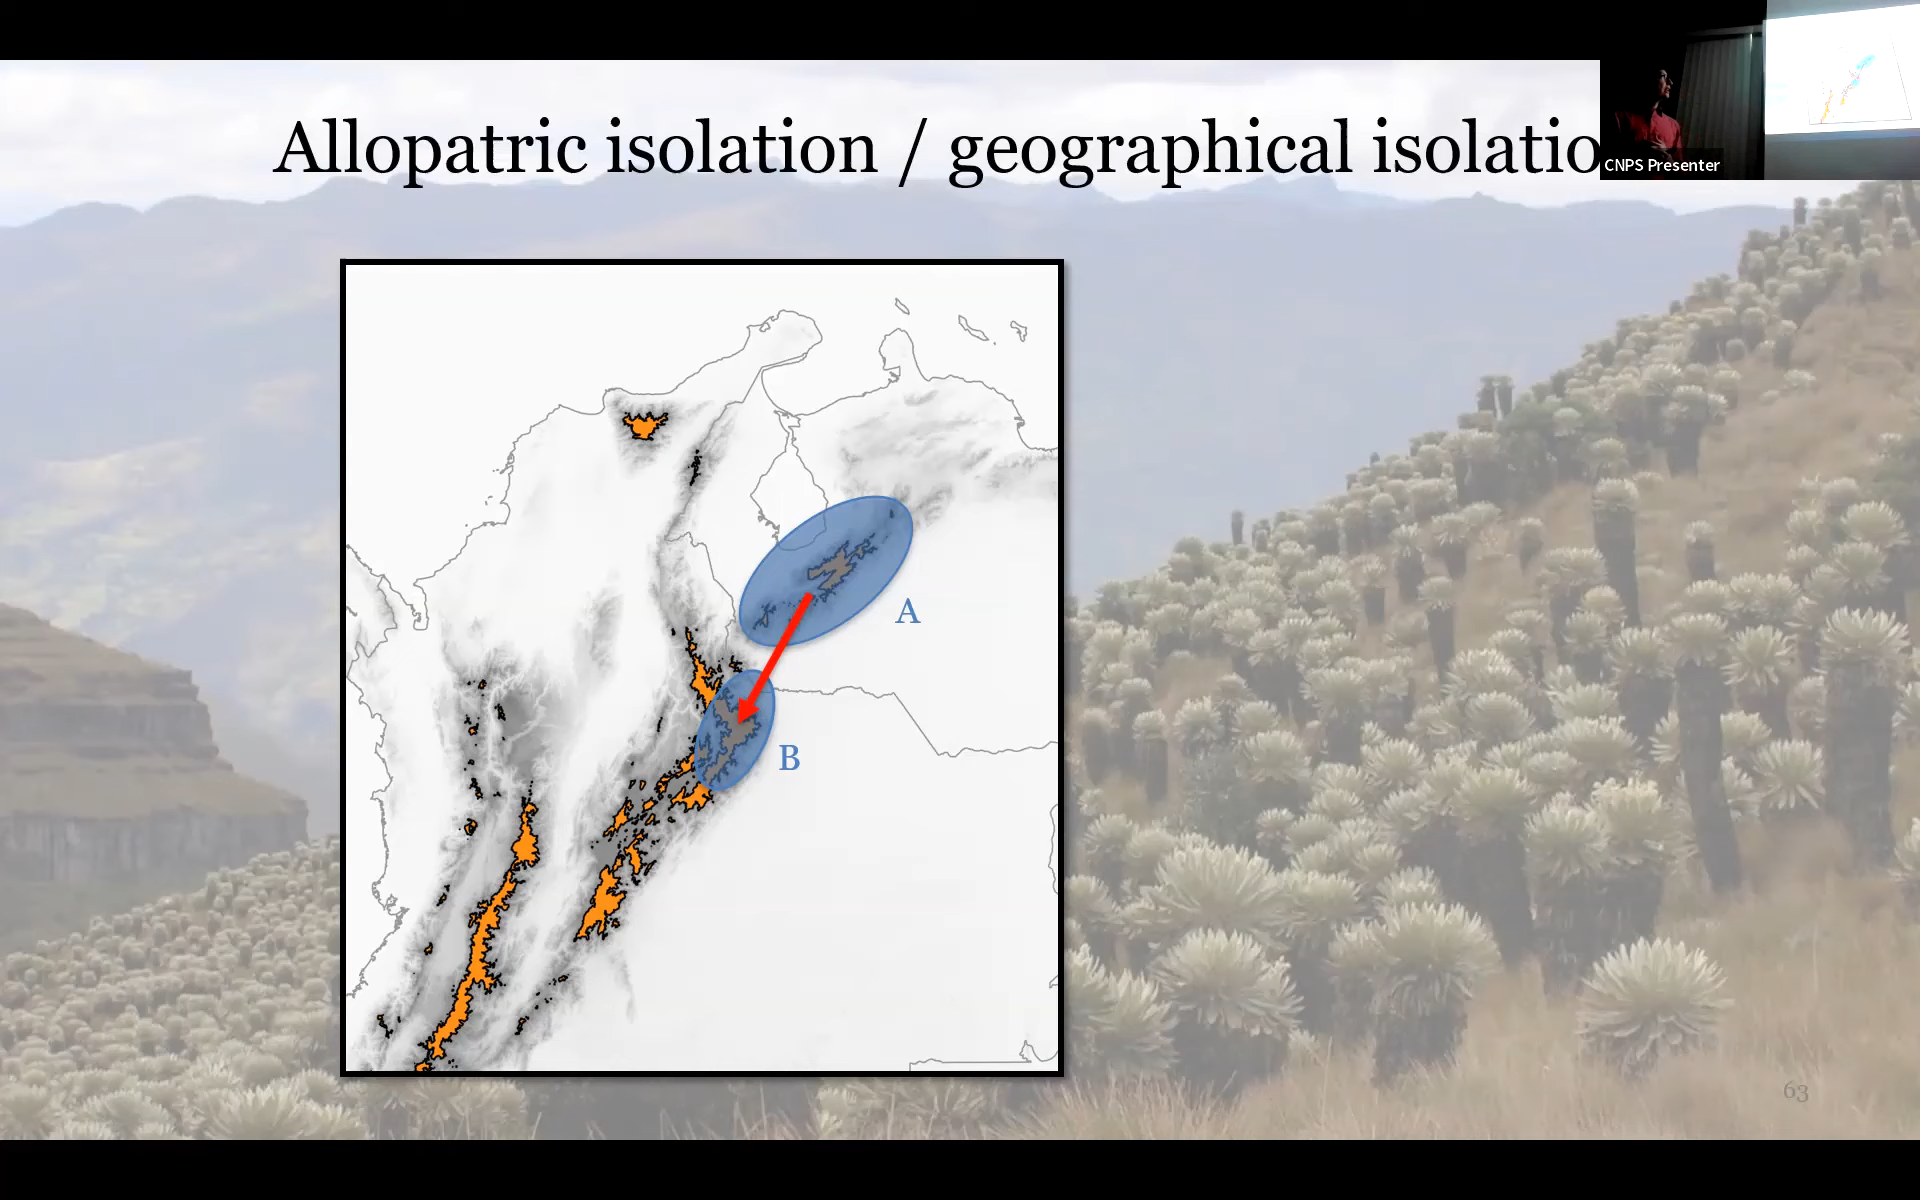 Allopatric isolation / geographical isolatio
CNPS Presenter
A
B
63